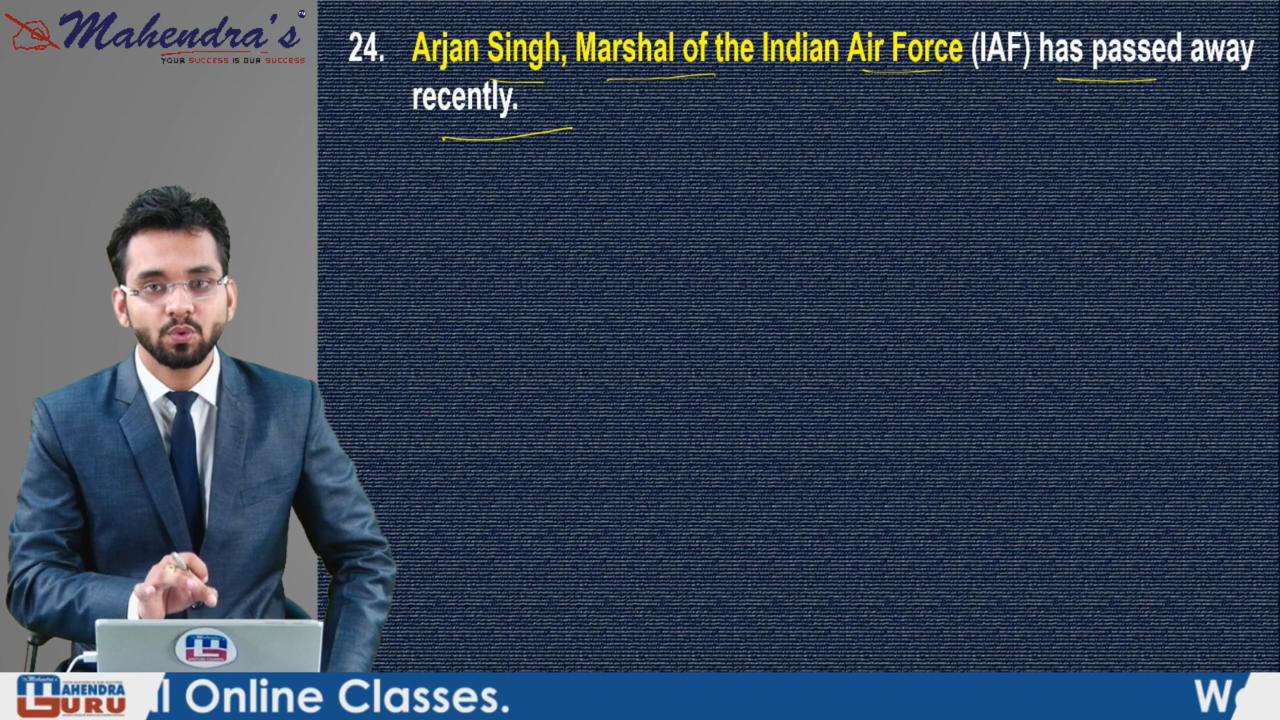 Mahendra's
YOUR SUCCESS IS OUR SUCCESS
24. Arjan Singh, Marshal of the Indian Air Force (IAF) has passed away
recently.
MAHENDRA
GURU
l Online Classes.
W